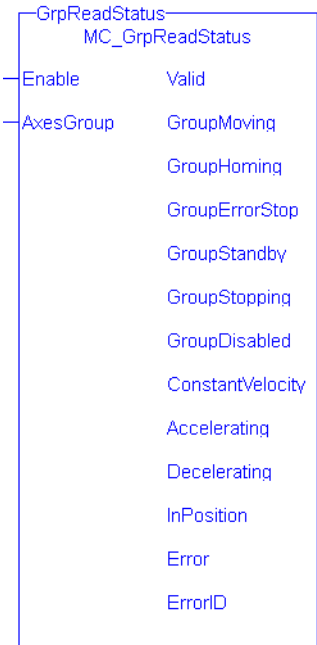 GrpReadStatus
MC_GrpReadStatus
Enable Valid
AxesGroup GroupMoving
GroupHoming
GroupErrorStop
GroupStandby
GroupStopping
GroupDisabled
ConstantVelocity
Accelerating
Decelerating
InPosition
Error
ErrorID